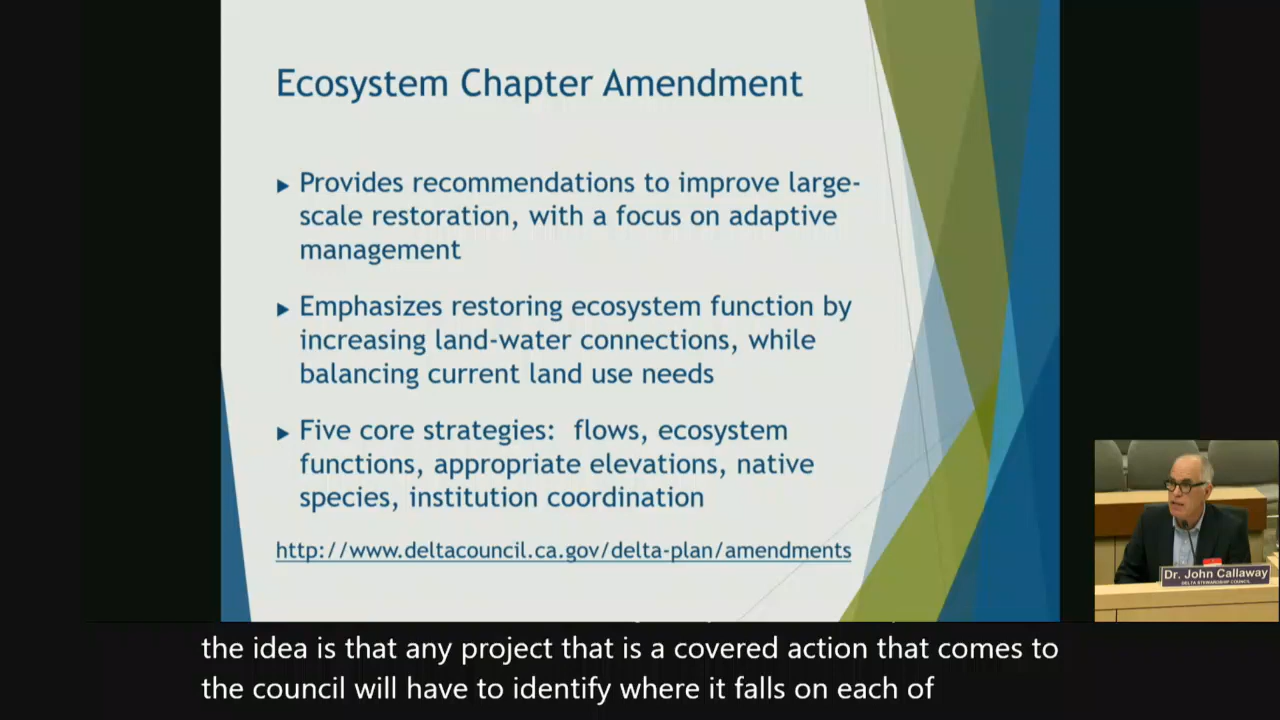 Ecosystem Chapter Amendment
Provides recommendations to improve large-
scale restoration, with a focus on adaptive
management
Emphasizes restoring ecosystem function by
increasing land-water connections, while
balancing current land use needs
Five core strategies: flows, ecosystem
functions, appropriate elevations, native
species, institution coordination
http://www.deltacouncil.ca.gov/delta-plan/amendments
Dr. John Callaway
DELTA STEWARDSHIP COUNCIL
the idea is that any project that is a covered action that comes to
the council will have to identify where it falls on each of